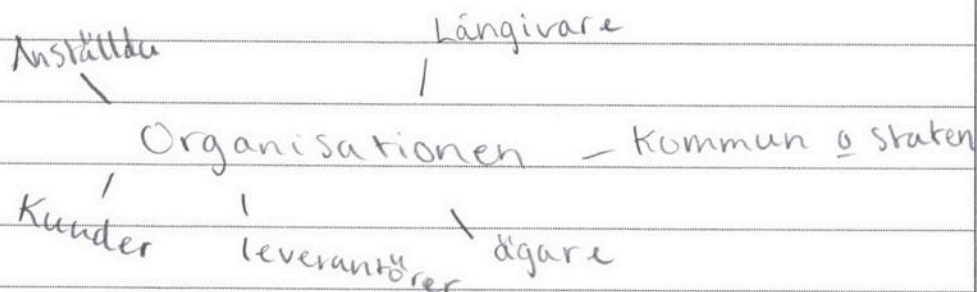 Långivare
Anställda
Organisationen – Kommun o staten
Kunder
leverantörer
ägare